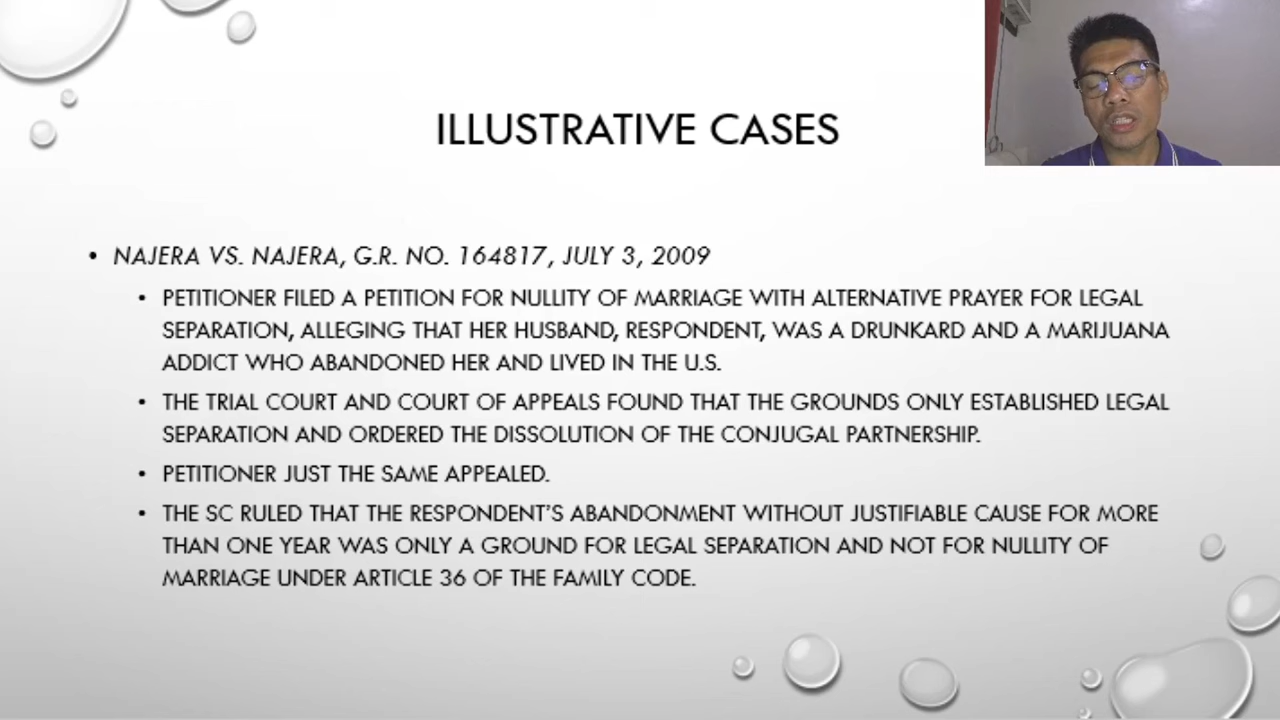 ILLUSTRATIVE CASES
• NAJERA VS. NAJERA, G.R. NO. 164817, JULY 3, 2009
• PETITIONER FILED A PETITION FOR NULLITY OF MARRIAGE WITH ALTERNATIVE PRAYER FOR LEGAL
SEPARATION, ALLEGING THAT HER HUSBAND, RESPONDENT, WAS A DRUNKARD AND A MARIJUANA
ADDICT WHO ABANDONED HER AND LIVED IN THE U.S.
• THE TRIAL COURT AND COURT OF APPEALS FOUND THAT THE GROUNDS ONLY ESTABLISHED LEGAL
SEPARATION AND ORDERED THE DISSOLUTION OF THE CONJUGAL PARTNERSHIP.
• PETITIONER JUST THE SAME APPEALED.
• THE SC RULED THAT THE RESPONDENT'S ABANDONMENT WITHOUT JUSTIFIABLE CAUSE FOR MORE
THAN ONE YEAR WAS ONLY A GROUND FOR LEGAL SEPARATION AND NOT FOR NULLITY OF
MARRIAGE UNDER ARTICLE 36 OF THE FAMILY CODE.